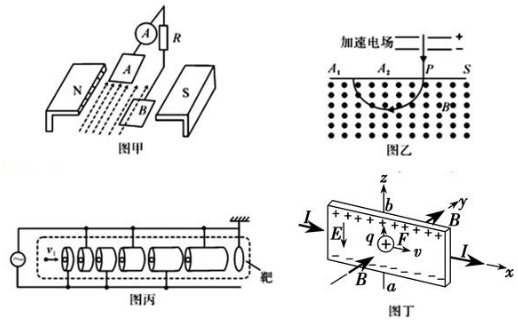 A
R
N
A
B
S
图甲
加速电场
+
−
A₁
A₂
P
S
B
图乙
v₁
靶
图丙
z
b
y
B
I
+ + + + + +
E
q
F
+
v
I
x
− − − − −
B
a
图丁